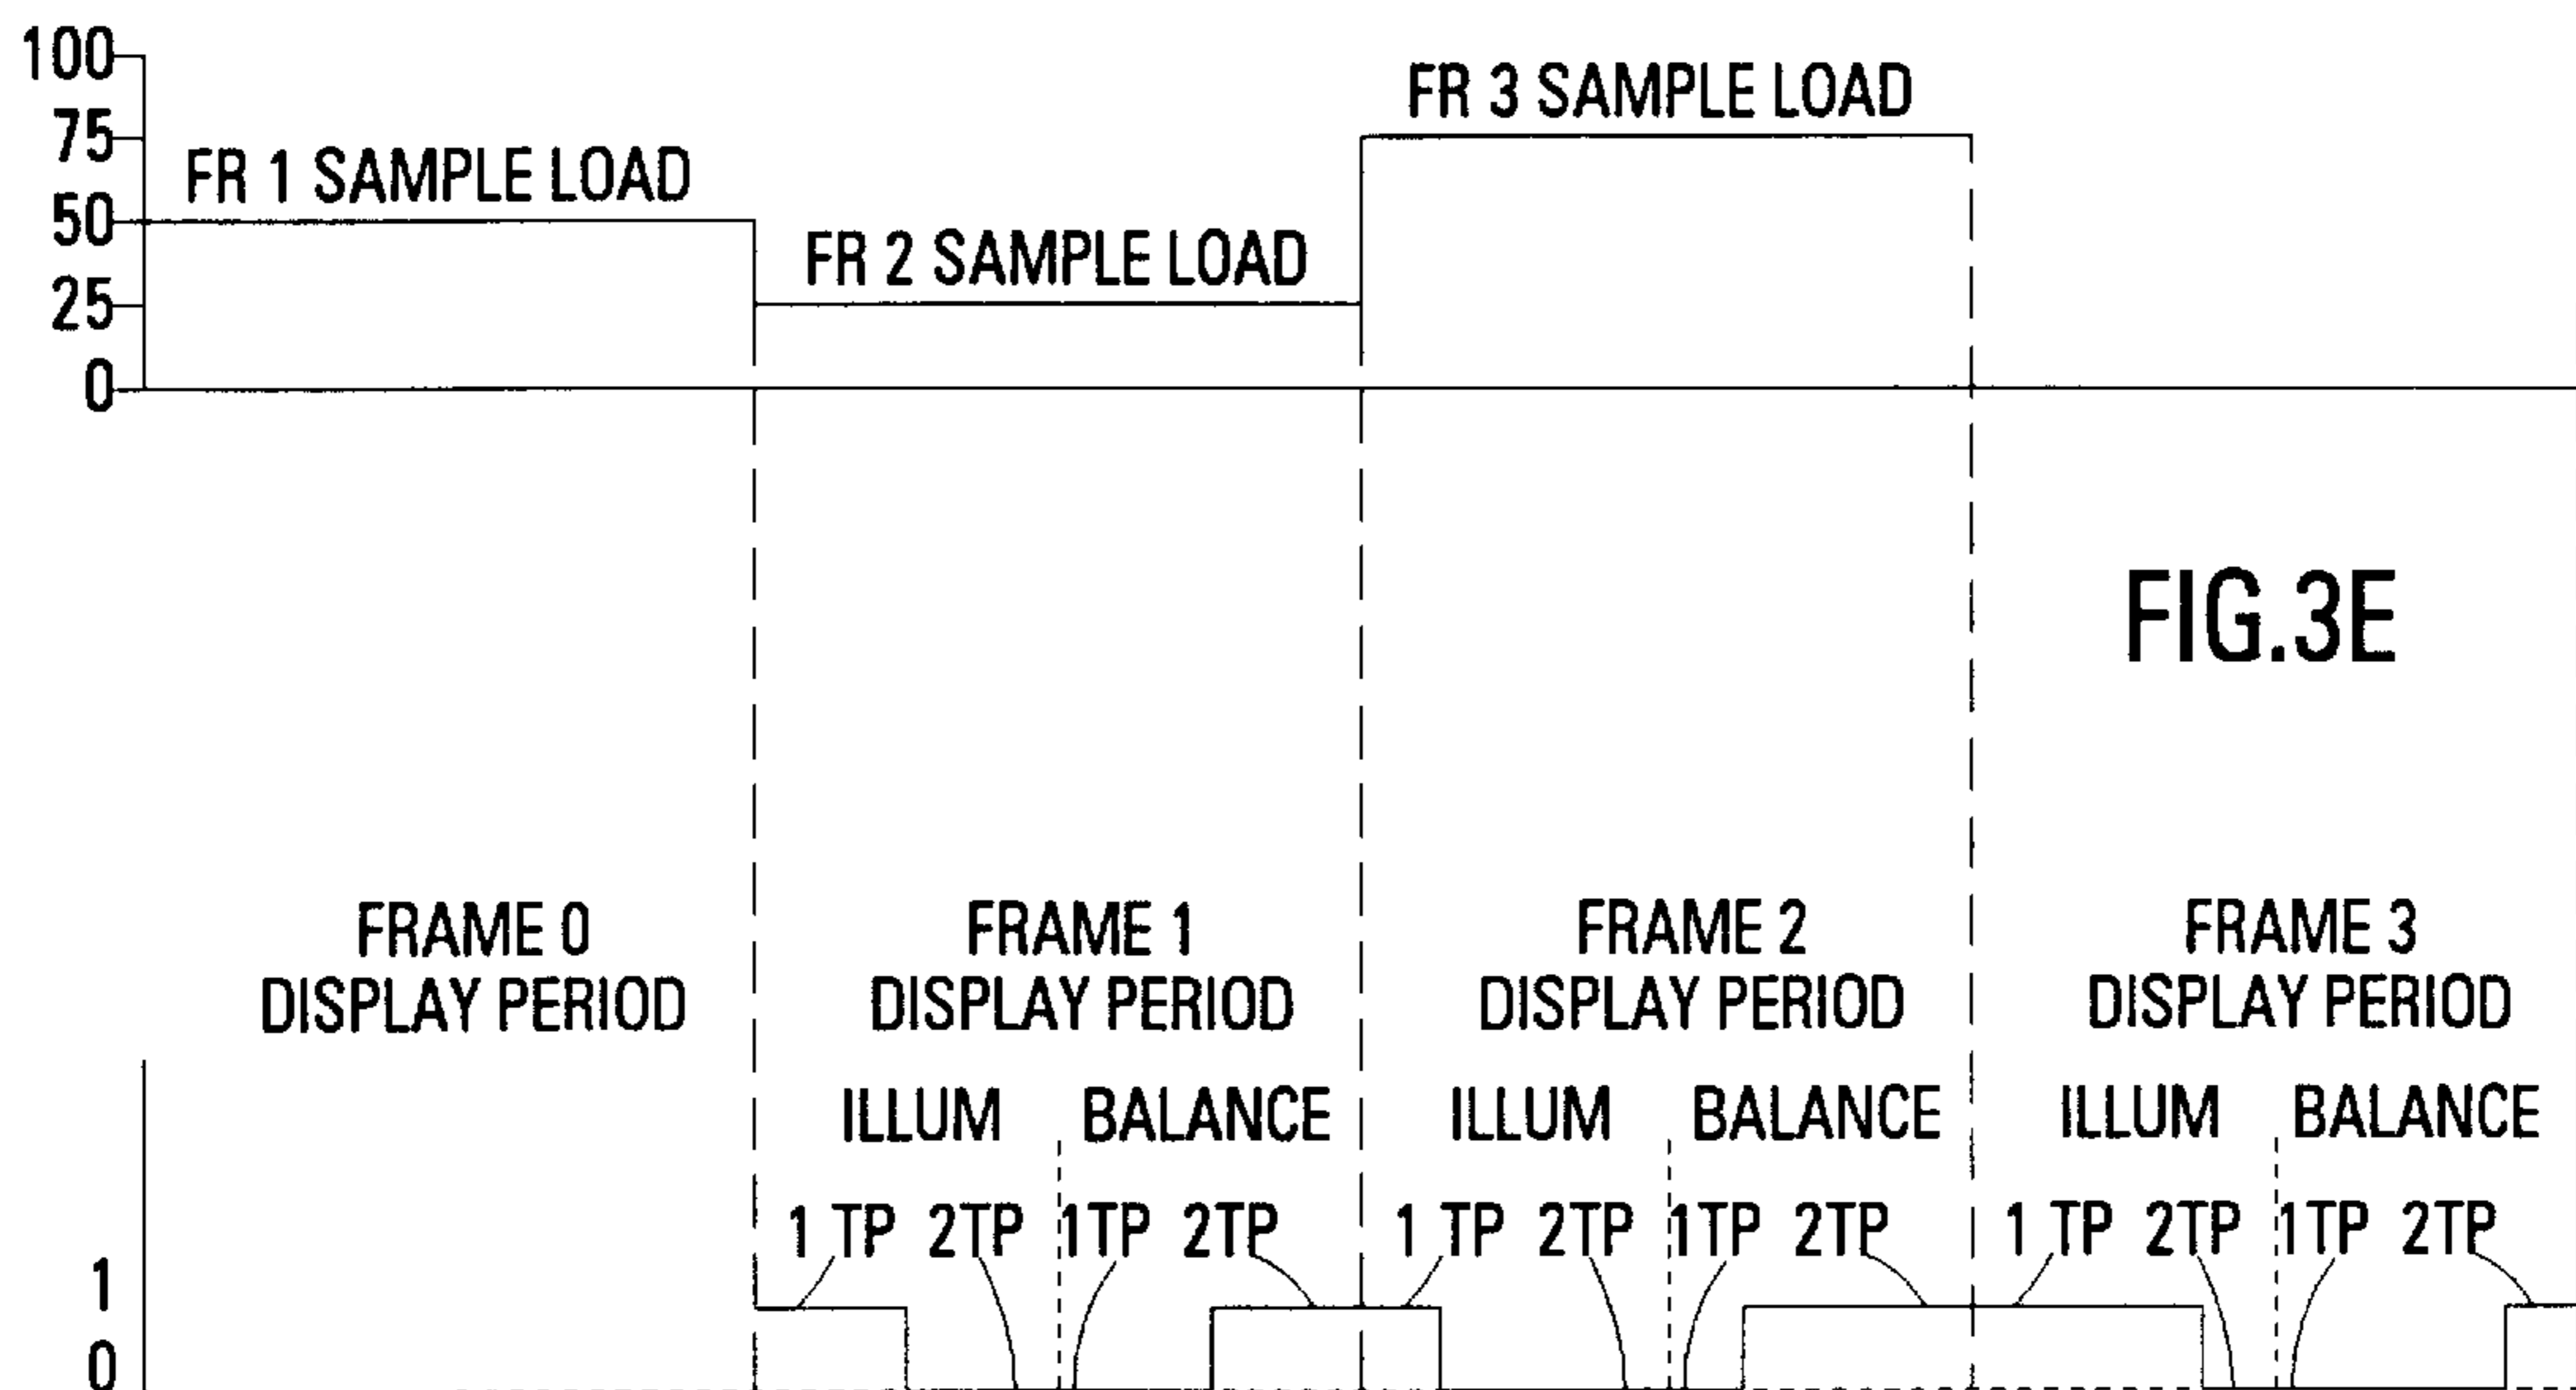 100
75
50
25
0
FR 1 SAMPLE LOAD
FR 2 SAMPLE LOAD
FR 3 SAMPLE LOAD
FIG.3E
FRAME 0
DISPLAY PERIOD
FRAME 1
DISPLAY PERIOD
FRAME 2
DISPLAY PERIOD
FRAME 3
DISPLAY PERIOD
ILLUM BALANCE ILLUM BALANCE ILLUM BALANCE
1 TP 2TP 1TP 2TP 1 TP 2TP 1TP 2TP 1 TP 2TP 1TP 2TP
1
0